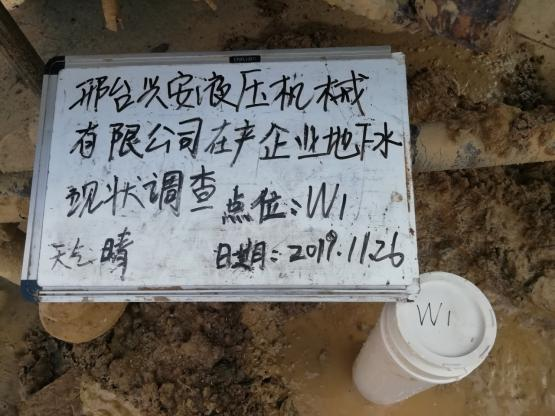 邢台兴安液压机械
有限公司在产企业地下水
现状调查 点位:W1
天气 晴 日期:2019.11.26
W1